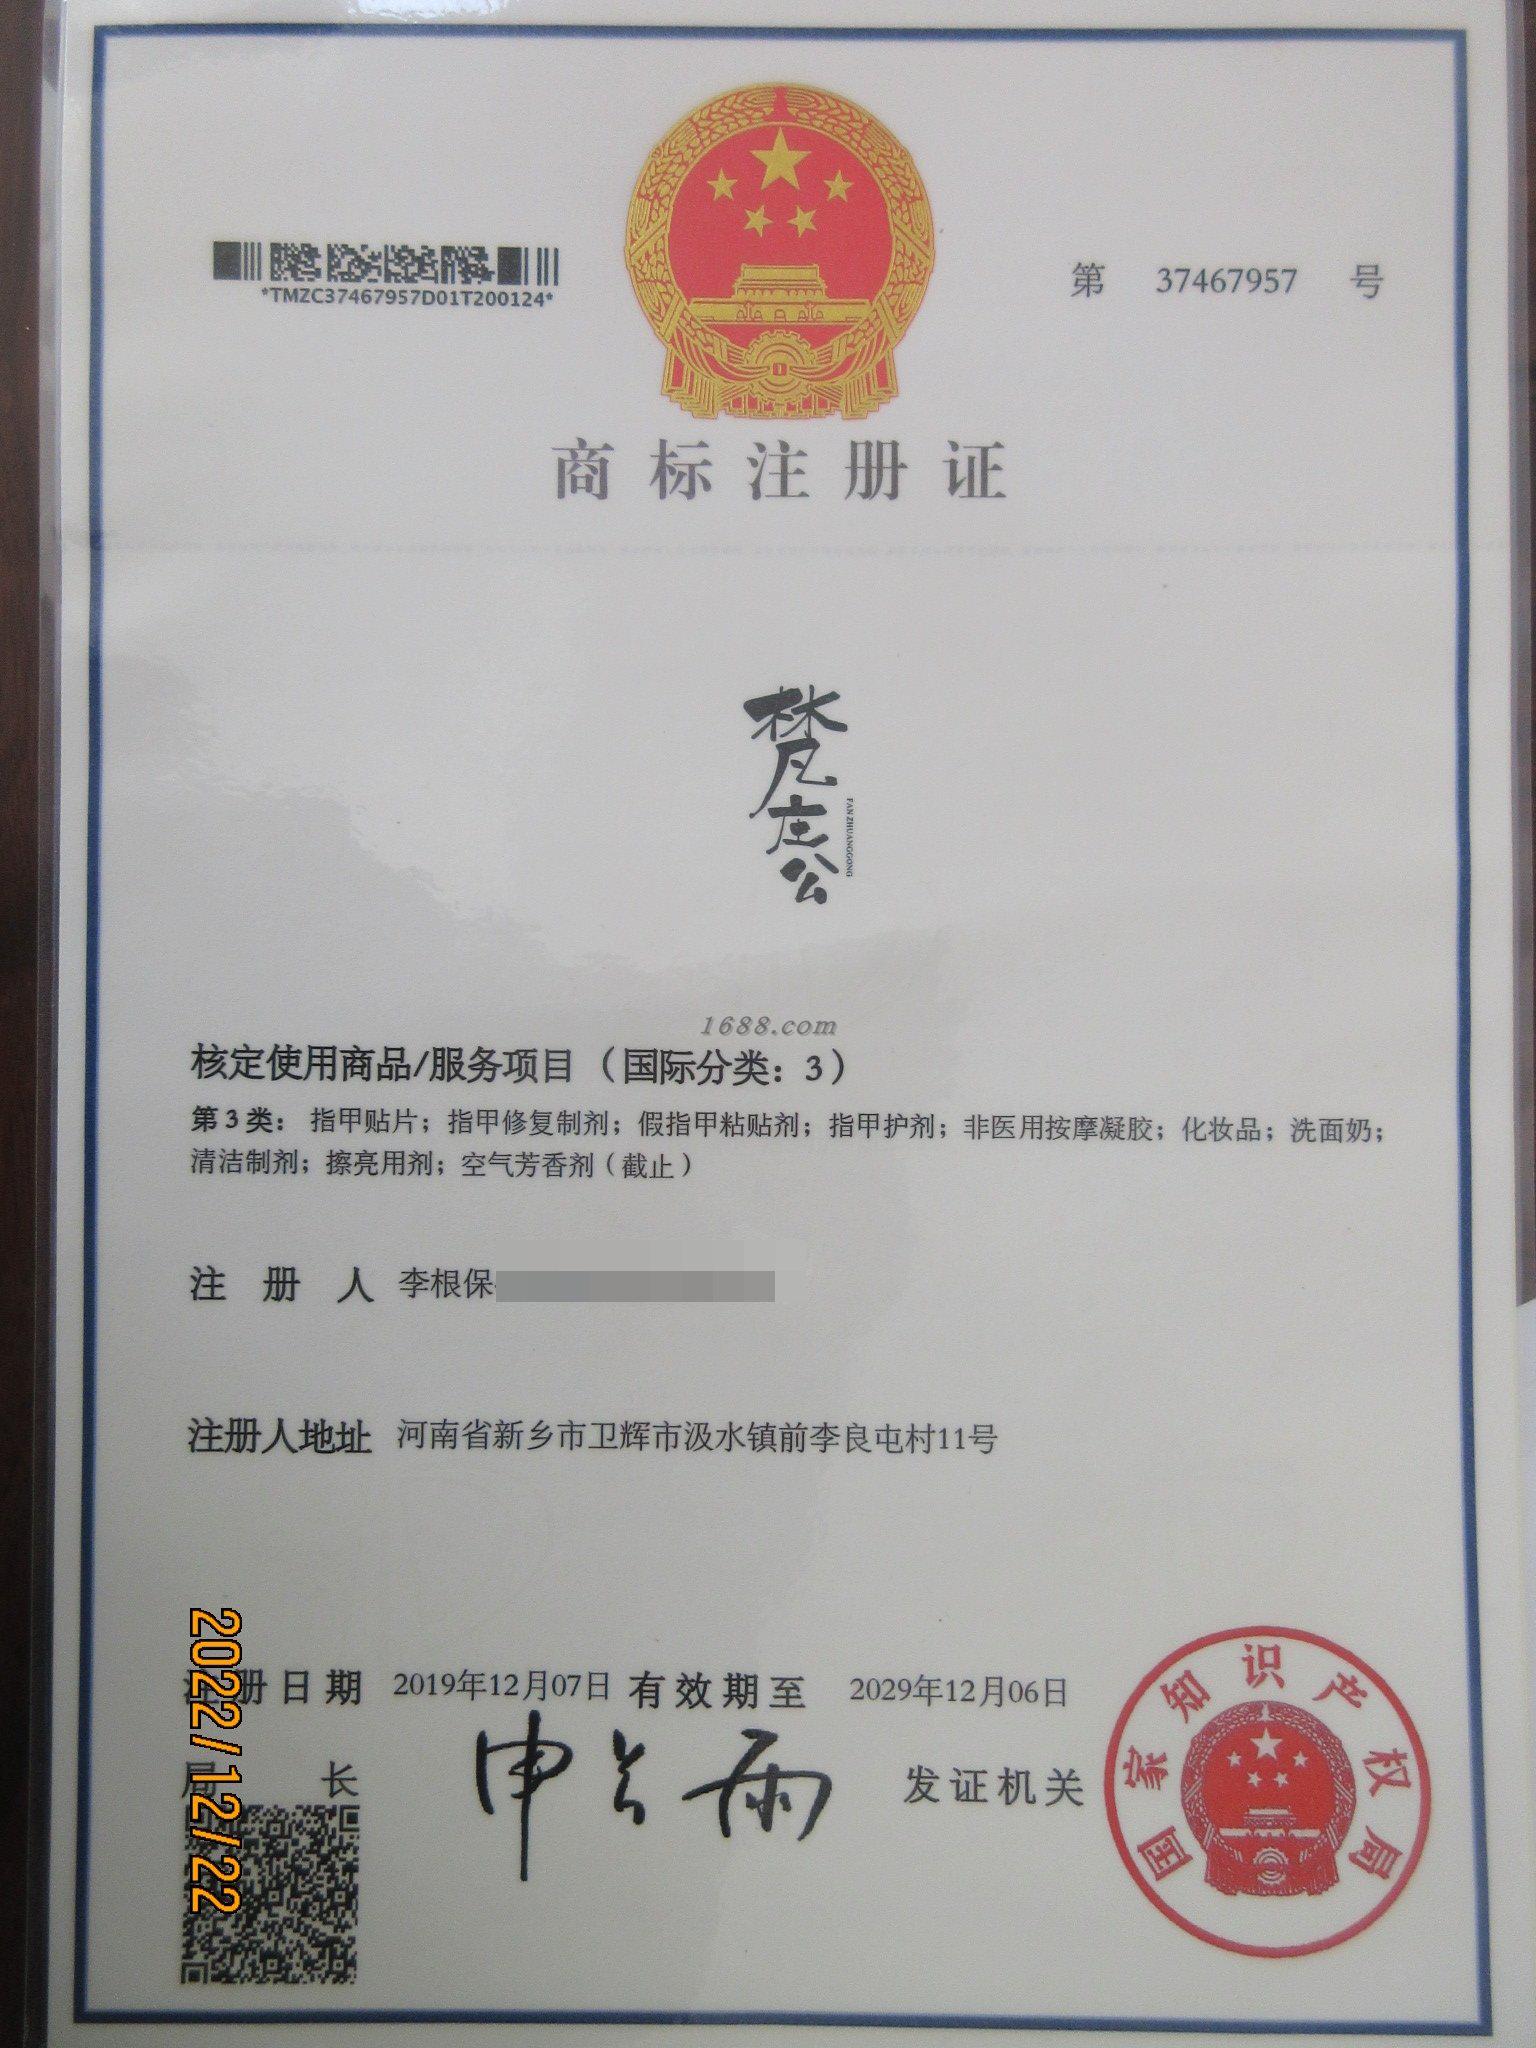 *TMZC37467957D01T200124*
第 37467957 号
商标注册证
梵庄公
FANZHUANGGONG
1688.com
核定使用商品/服务项目（国际分类：3）
第3类：指甲贴片；指甲修复制剂；假指甲粘贴剂；指甲护剂；非医用按摩凝胶；化妆品；洗面奶；
清洁制剂；擦亮用剂；空气芳香剂（截止）
注册人 李根保
注册人地址 河南省新乡市卫辉市汲水镇前李良屯村11号
注册日期 2019年12月07日 有效期至 2029年12月06日
局长 申长雨 发证机关
国家知识产权局
2022/12/22